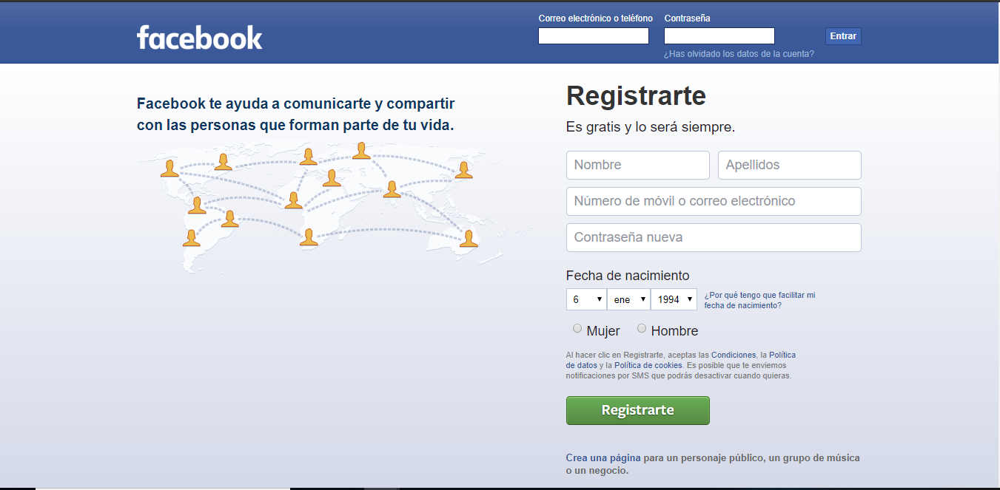 facebook
Correo electrónico o teléfono
Contraseña
Entrar
¿Has olvidado los datos de la cuenta?
Facebook te ayuda a comunicarte y compartir
con las personas que forman parte de tu vida.
Registrarte
Es gratis y lo será siempre.
Nombre
Apellidos
Número de móvil o correo electrónico
Contraseña nueva
Fecha de nacimiento
6 ene 1994
¿Por qué tengo que facilitar mi
fecha de nacimiento?
Mujer Hombre
Al hacer clic en Registrarte, aceptas las Condiciones, la Política
de datos y la Política de cookies. Es posible que te enviemos
notificaciones por SMS que podrás desactivar cuando quieras.
Registrarte
Crea una página para un personaje público, un grupo de música
o un negocio.